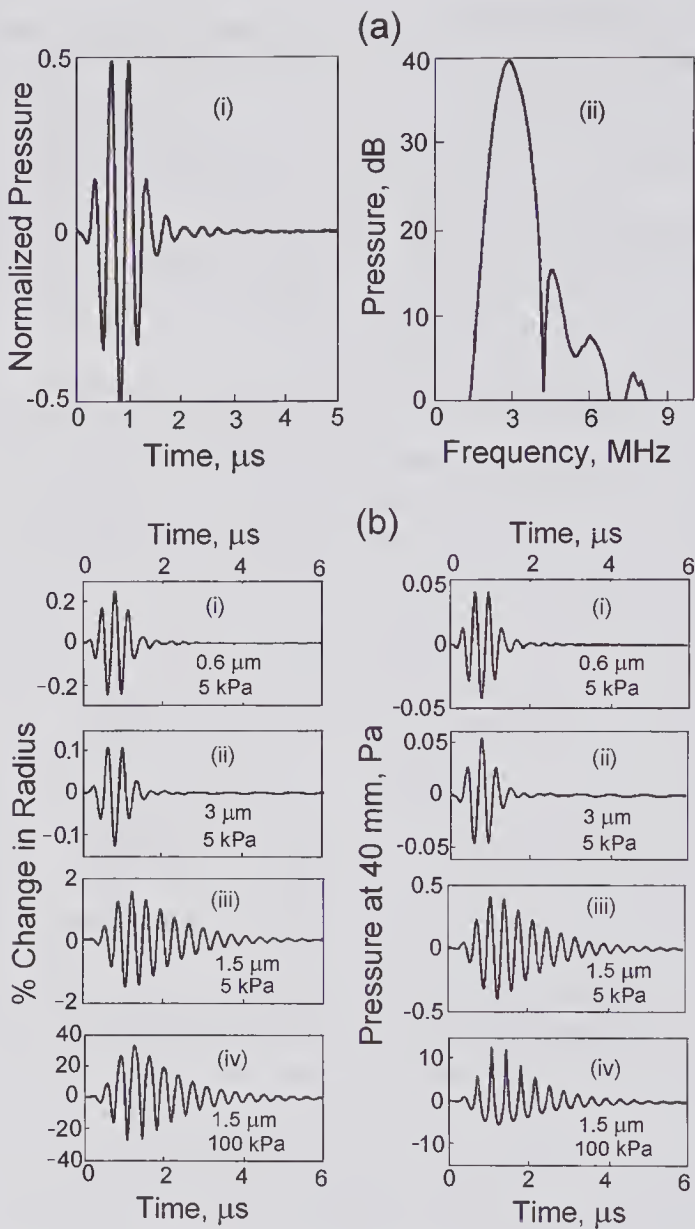 (a)
0.5
0
-0.5
Normalized Pressure
(i)
0 1 2 3 4 5
Time, μs
40
30
20
10
0
Pressure, dB
(ii)
0 3 6 9
Frequency, MHz
(b)
Time, μs
0 2 4 6
0.2
0
-0.2
(i)
0.6 μm
5 kPa
0.1
0
-0.1
(ii)
3 μm
5 kPa
% Change in Radius
2
0
2
(iii)
1.5 μm
5 kPa
40
20
0
-20
-40
(iv)
1.5 μm
100 kPa
0 2 4 6
Time, μs
Time, μs
0 2 4 6
0.05
0
-0.05
(i)
0.6 μm
5 kPa
0.05
0
-0.05
(ii)
3 μm
5 kPa
Pressure at 40 mm, Pa
0.5
0
-0.5
(iii)
1.5 μm
5 kPa
10
0
-10
(iv)
1.5 μm
100 kPa
0 2 4 6
Time, μs